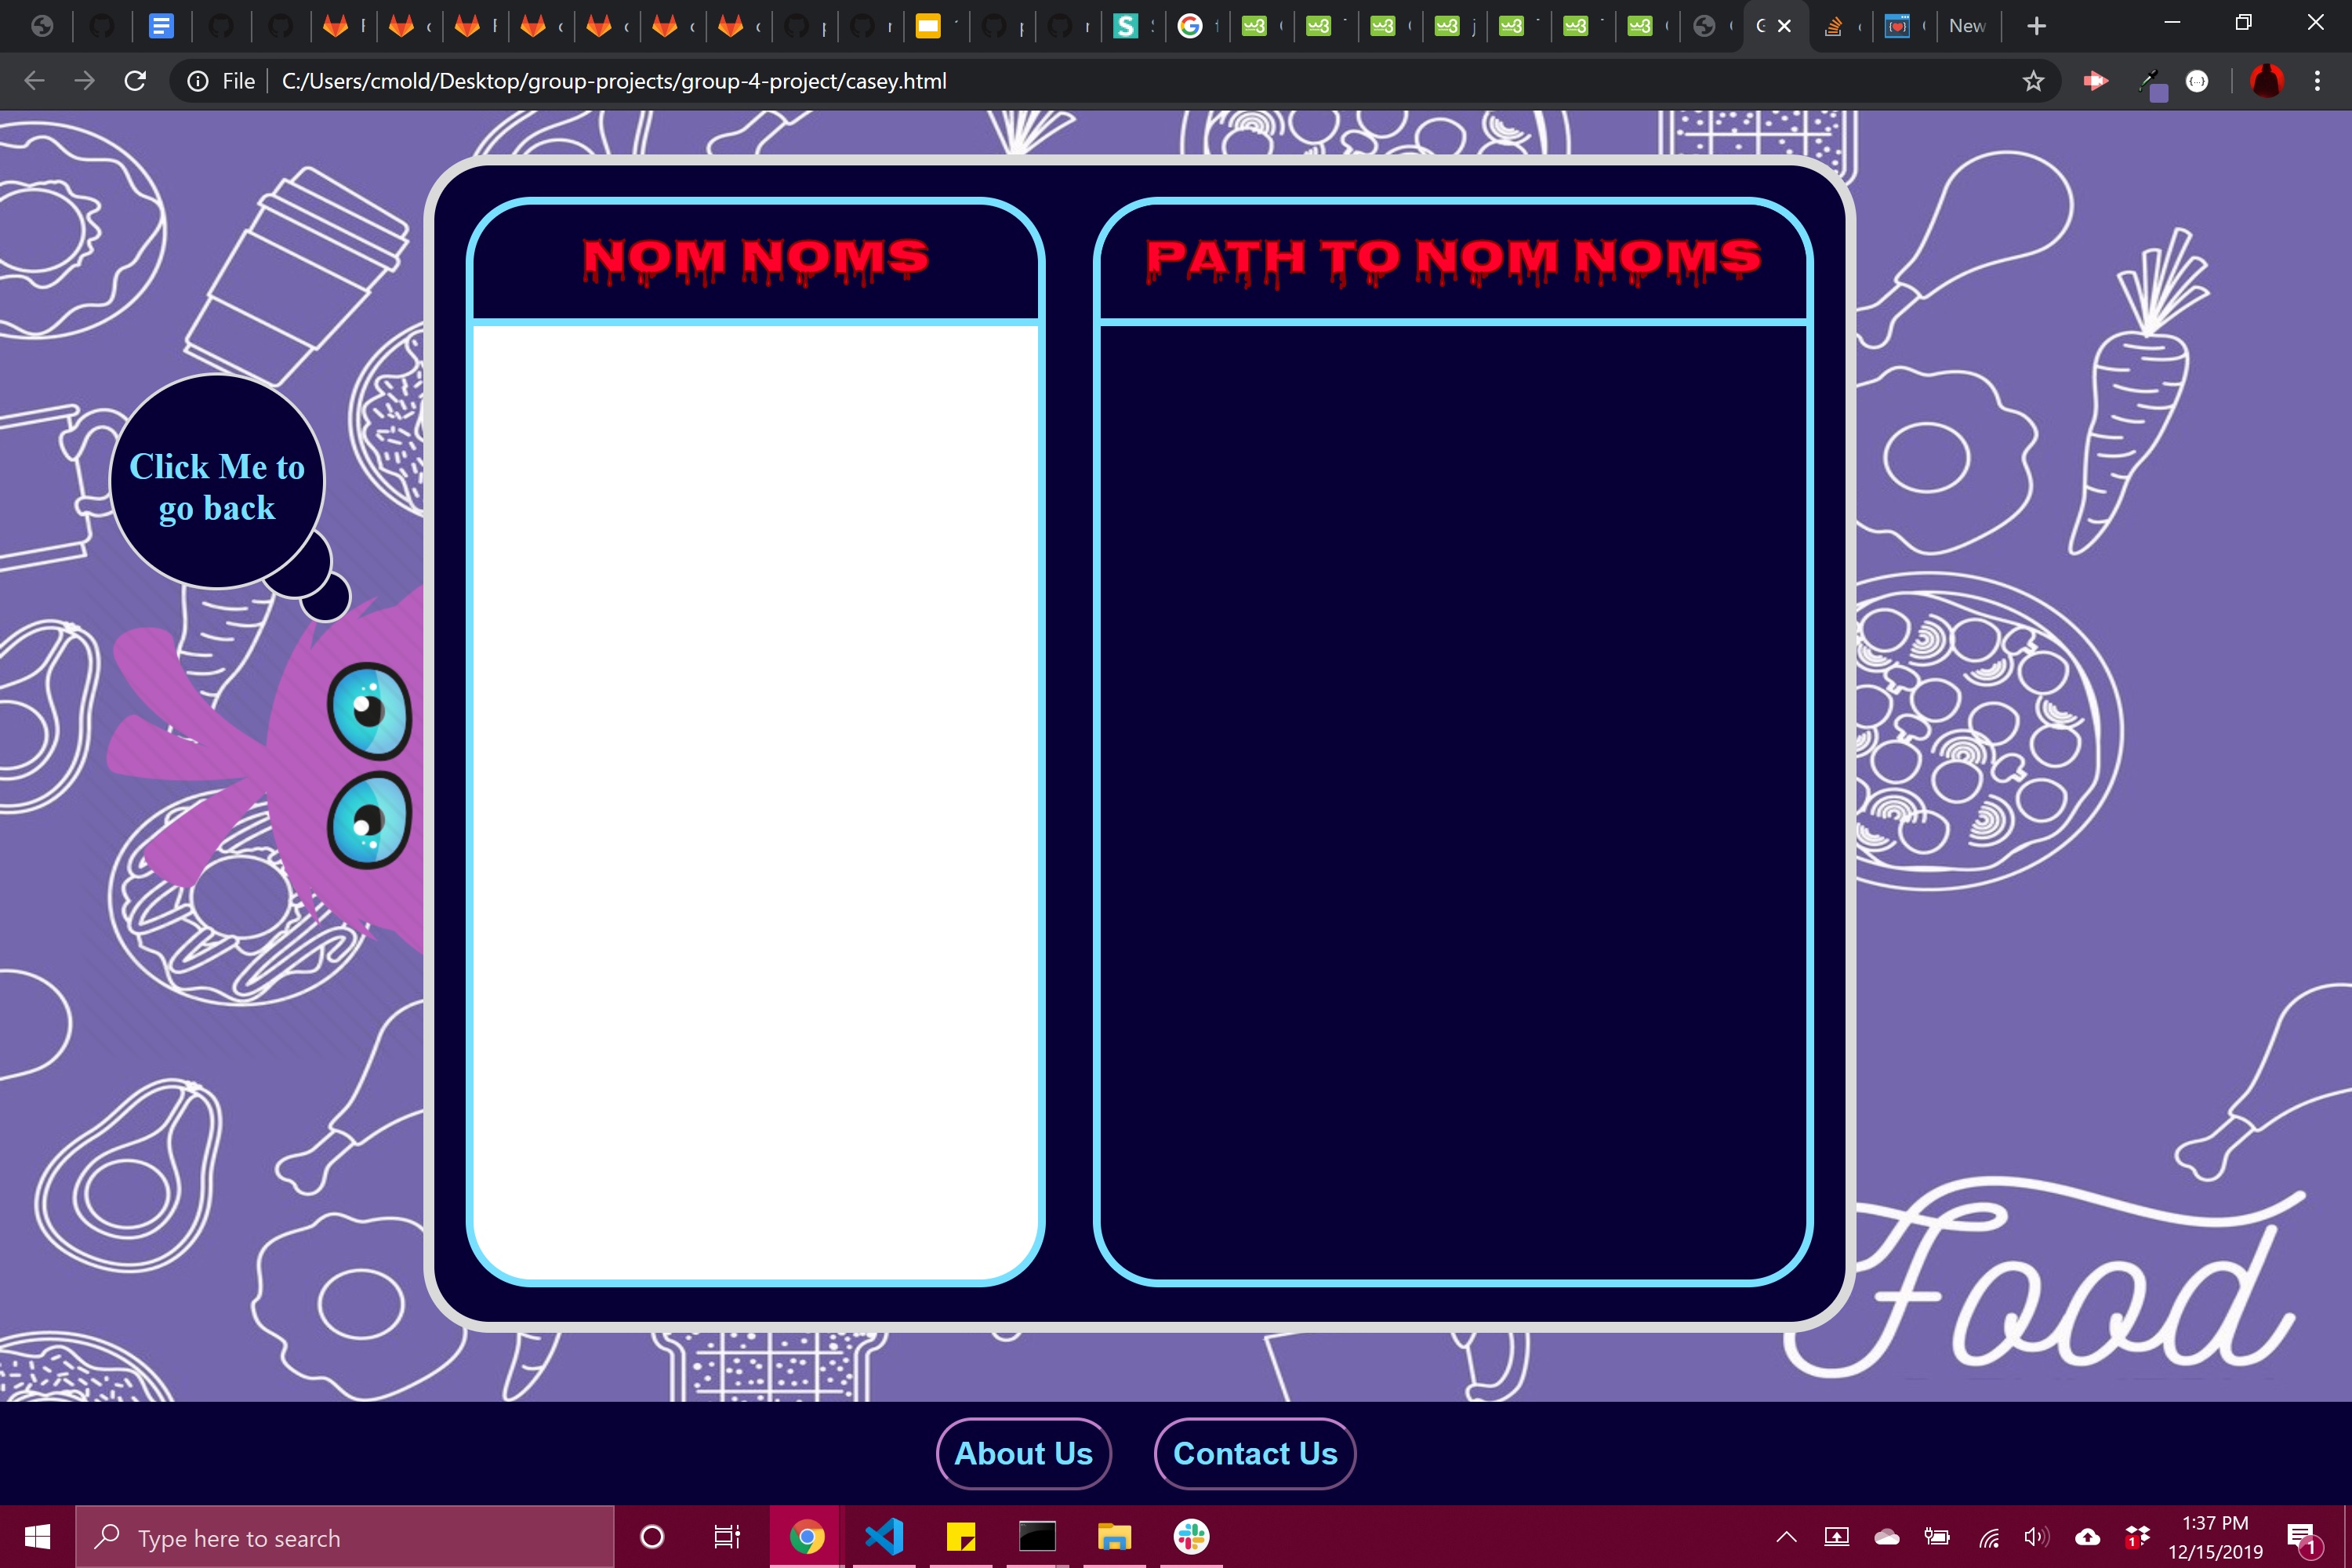 New
File
C:/Users/cmold/Desktop/group-projects/group-4-project/casey.html
NOM NOMS
PATH TO NOM NOMS
Click Me to
go back
Food
About Us
Contact Us
Type here to search
1:37 PM
12/15/2019
1
1